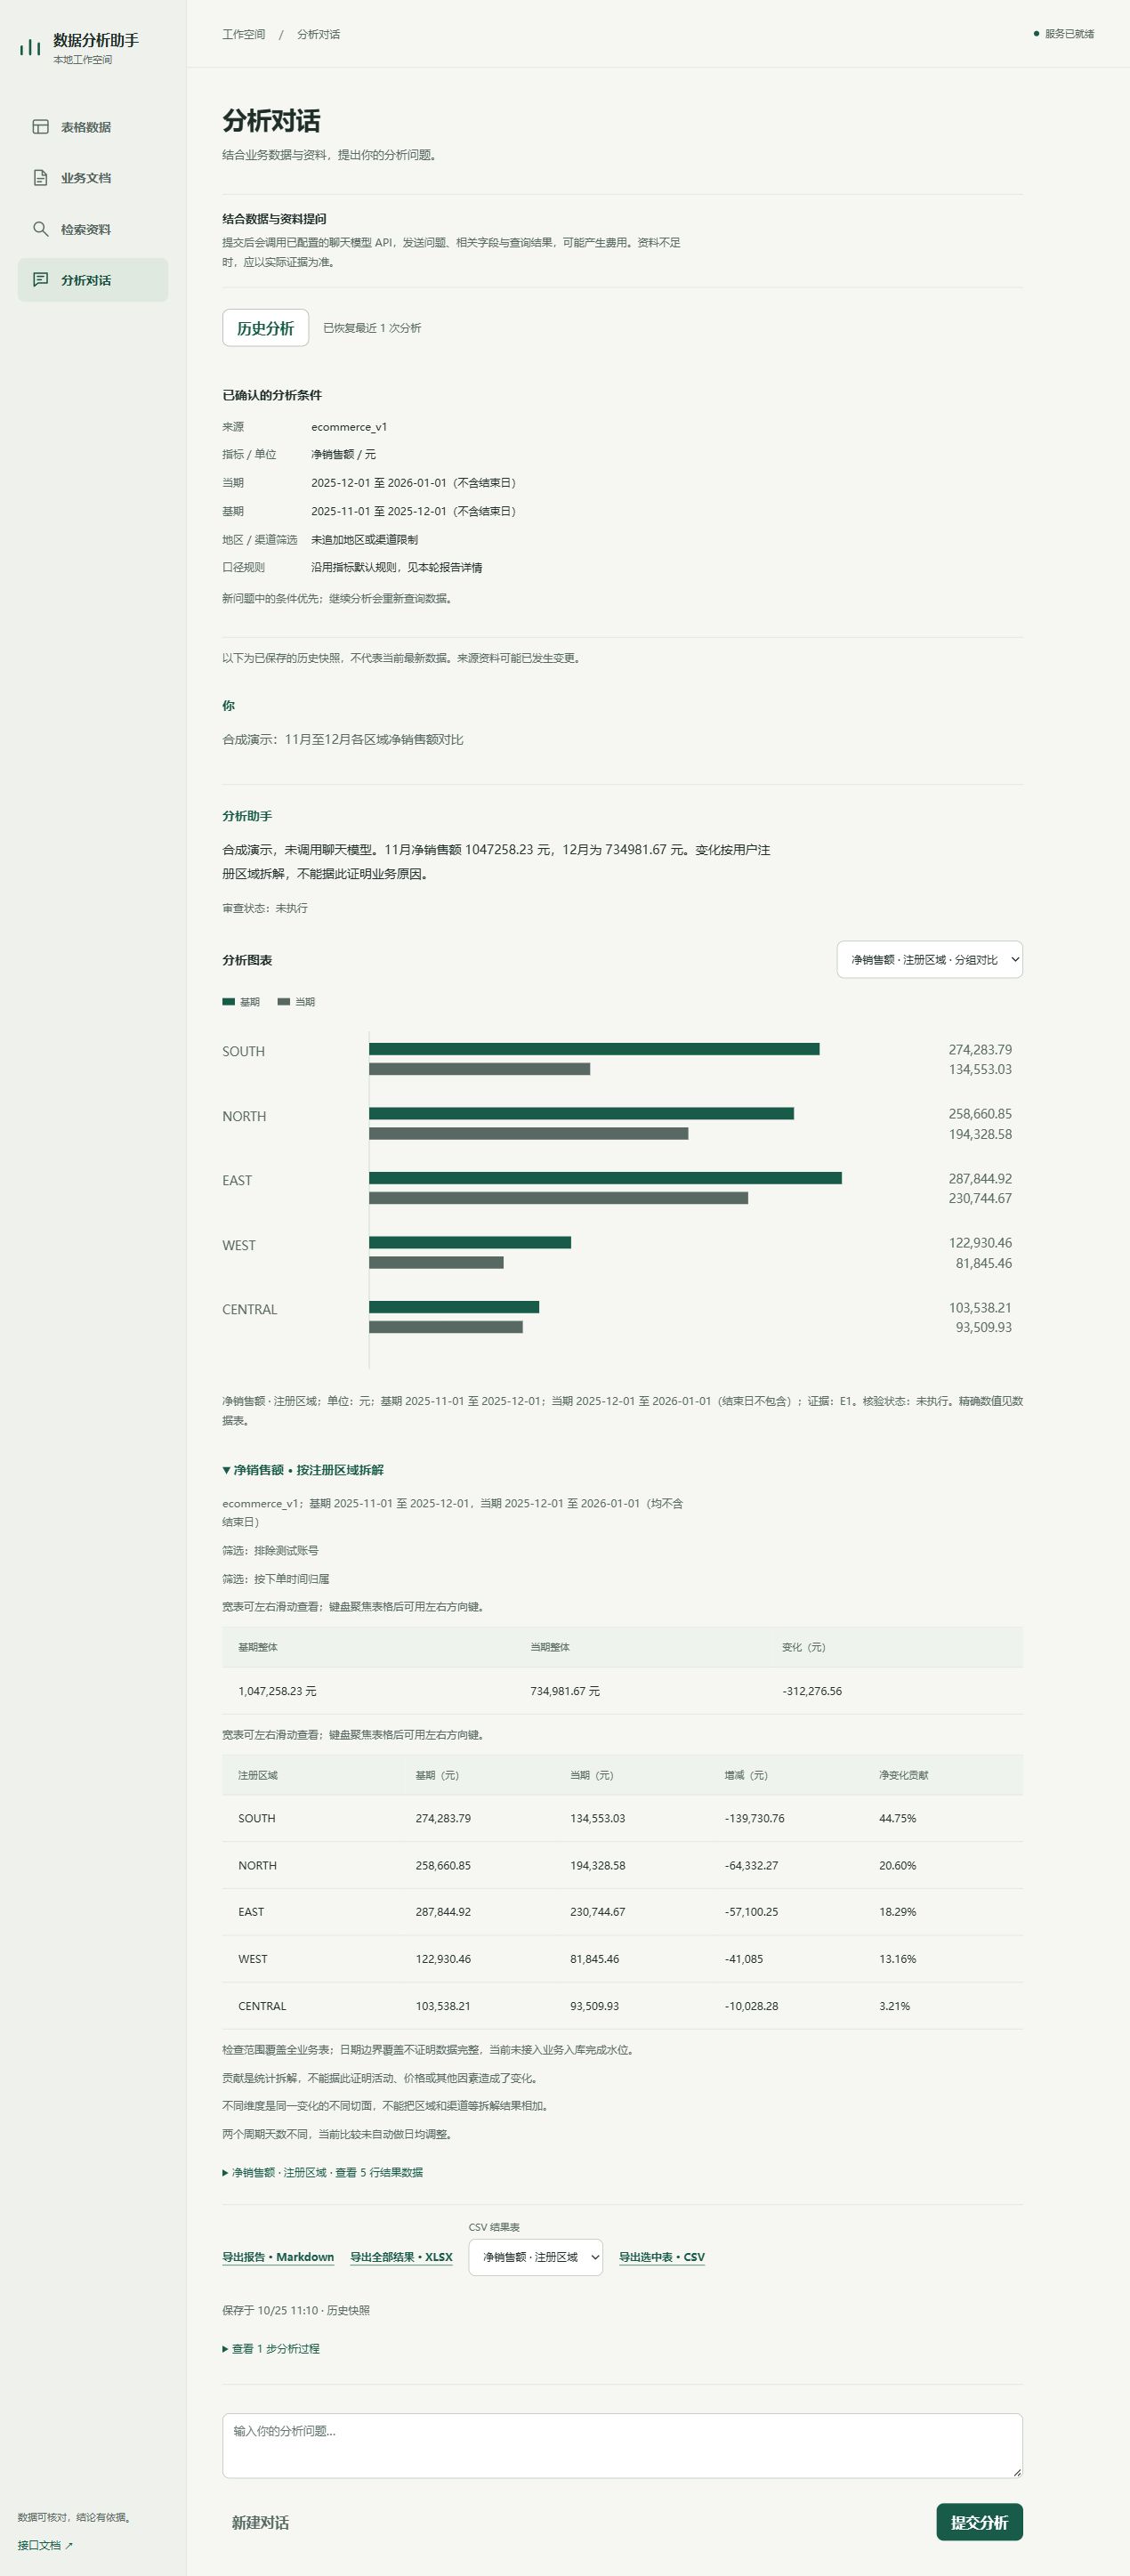 数据分析助手
本地工作空间
表格数据
业务文档
检索资料
分析对话
数据可核对，结论有依据。
接口文档 ↗
工作空间 / 分析对话
服务已就绪
分析对话
结合业务数据与资料，提出你的分析问题。
结合数据与资料提问
提交后会调用已配置的聊天模型 API，发送问题、相关字段与查询结果，可能产生费用。资料不足
时，应以实际证据为准。
历史分析 已恢复最近 1 次分析
已确认的分析条件
来源 ecommerce_v1
指标 / 单位 净销售额 / 元
当期 2025-12-01 至 2026-01-01（不含结束日）
基期 2025-11-01 至 2025-12-01（不含结束日）
地区 / 渠道筛选 未追加地区或渠道限制
口径规则 沿用指标默认规则，见本轮报告详情
新问题中的条件优先；继续分析会重新查询数据。
以下为已保存的历史快照，不代表当前最新数据。来源资料可能已发生变更。
你
合成演示：11月至12月各区域净销售额对比
分析助手
合成演示，未调用聊天模型。11月净销售额 1047258.23 元，12月为 734981.67 元。变化按用户注
册区域拆解，不能据此证明业务原因。
审查状态：未执行
分析图表 净销售额 · 注册区域 · 分组对比
基期 当期
SOUTH 274,283.79
134,553.03
NORTH 258,660.85
194,328.58
EAST 287,844.92
230,744.67
WEST 122,930.46
81,845.46
CENTRAL 103,538.21
93,509.93
净销售额 · 注册区域；单位：元；基期 2025-11-01 至 2025-12-01；当期 2025-12-01 至 2026-01-01（结束日不包含）；证据：E1。核验状态：未执行。精确数值见数
据表。
▼ 净销售额 • 按注册区域拆解
ecommerce_v1；基期 2025-11-01 至 2025-12-01，当期 2025-12-01 至 2026-01-01（均不含
结束日）
筛选：排除测试账号
筛选：按下单时间归属
宽表可左右滑动查看；键盘聚焦表格后可用左右方向键。
基期整体 当期整体 变化（元）
1,047,258.23 元 734,981.67 元 -312,276.56
宽表可左右滑动查看；键盘聚焦表格后可用左右方向键。
注册区域 基期（元） 当期（元） 增减（元） 净变化贡献
SOUTH 274,283.79 134,553.03 -139,730.76 44.75%
NORTH 258,660.85 194,328.58 -64,332.27 20.60%
EAST 287,844.92 230,744.67 -57,100.25 18.29%
WEST 122,930.46 81,845.46 -41,085 13.16%
CENTRAL 103,538.21 93,509.93 -10,028.28 3.21%
检查范围覆盖全业务表；日期边界覆盖不证明数据完整，当前未接入业务入库完成水位。
贡献是统计拆解，不能据此证明活动、价格或其他因素造成了变化。
不同维度是同一变化的不同切面，不能把区域和渠道等拆解结果相加。
两个周期天数不同，当前比较未自动做日均调整。
▶ 净销售额 · 注册区域 · 查看 5 行结果数据
CSV 结果表
导出报告 • Markdown 导出全部结果 • XLSX 净销售额 · 注册区域 导出选中表 • CSV
保存于 10/25 11:10 · 历史快照
▶ 查看 1 步分析过程
输入你的分析问题...
新建对话 提交分析